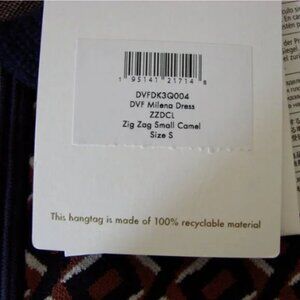 1 95141 21714 8
DVFDK3Q004
DVF Milena Dress
ZZDCL
Zig Zag Small Camel
Size S
This hangtag is made of 100% recyclable material